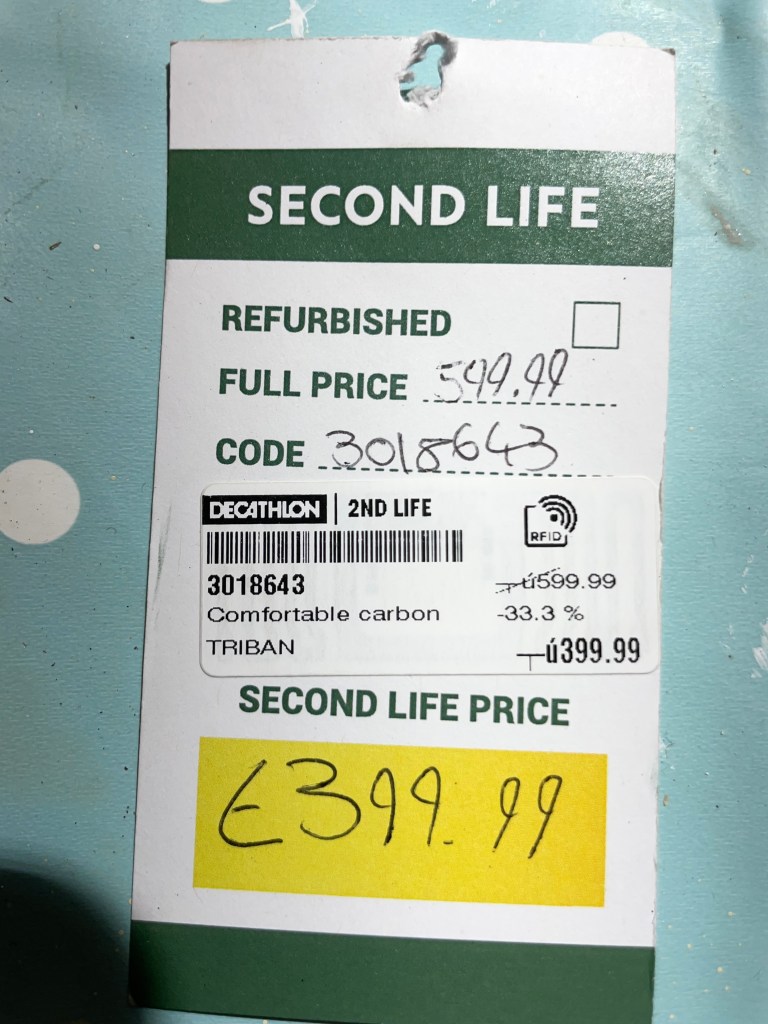 SECOND LIFE
REFURBISHED
FULL PRICE 599.99
CODE 3018643
DECATHLON | 2ND LIFE
RFID
3018643 ú599.99
Comfortable carbon -33.3 %
TRIBAN ú399.99
SECOND LIFE PRICE
£399.99